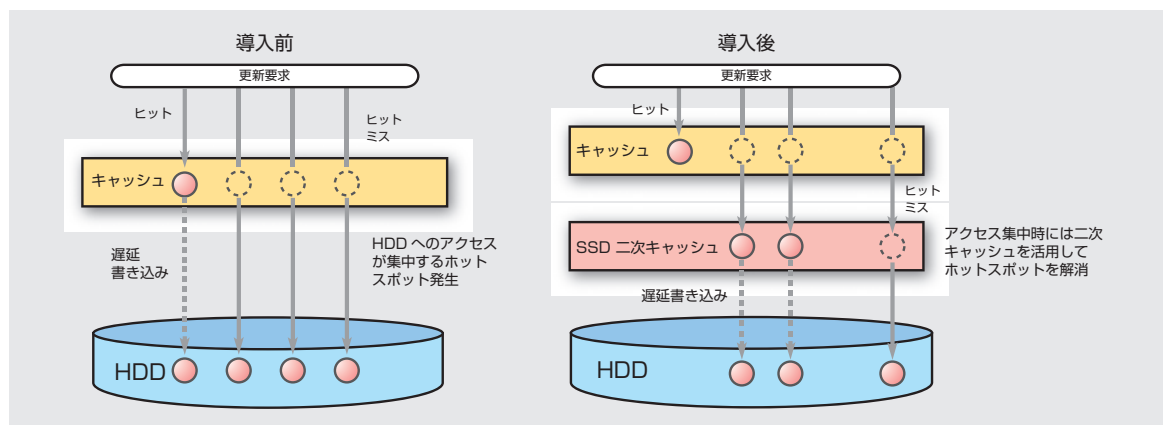 導入前
更新要求
ヒット
ヒット
ミス
キャッシュ
遅延
書き込み
HDD へのアクセス
が集中するホット
スポット発生
HDD
導入後
更新要求
ヒット
キャッシュ
ヒット
ミス
SSD 二次キャッシュ
アクセス集中時には二次
キャッシュを活用して
ホットスポットを解消
遅延書き込み
HDD